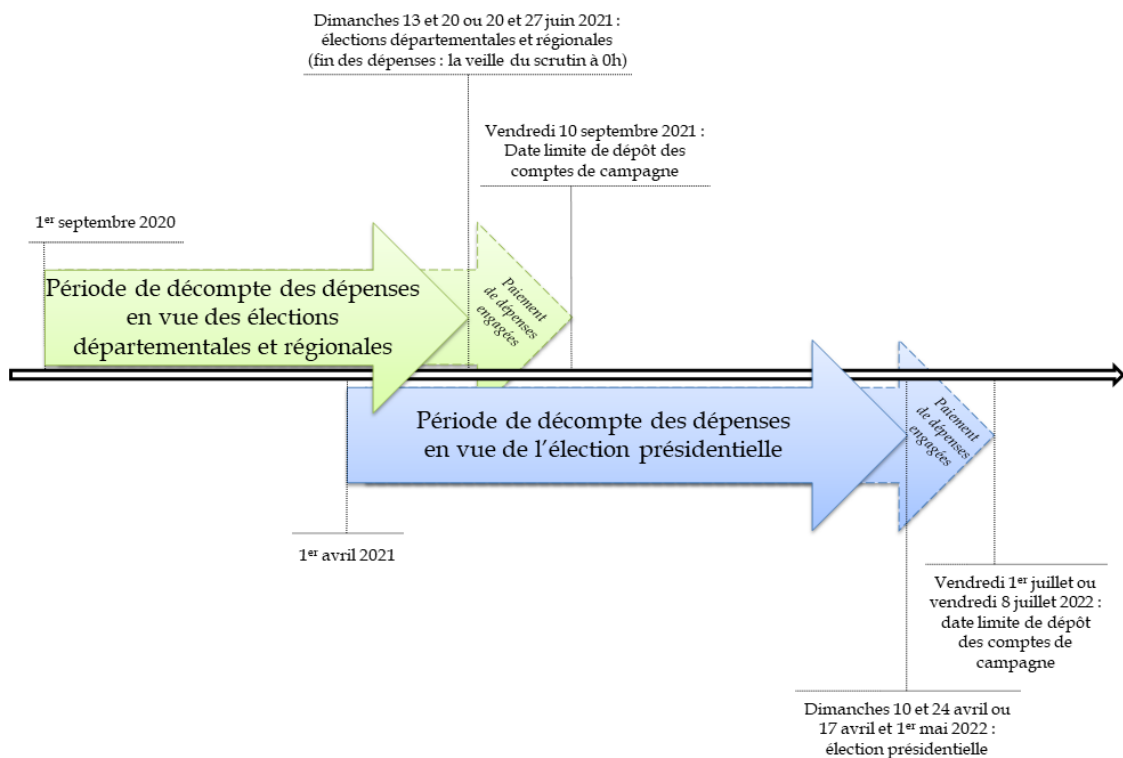 Dimanches 13 et 20 ou 20 et 27 juin 2021 :
élections départementales et régionales
(fin des dépenses : la veille du scrutin à 0h)
Vendredi 10 septembre 2021 :
Date limite de dépôt des
comptes de campagne
1er septembre 2020
Période de décompte des dépenses
en vue des élections
départementales et régionales
Paiement
de dépenses
engagées
Période de décompte des dépenses
en vue de l’élection présidentielle
Paiement
de dépenses
engagées
1er avril 2021
Vendredi 1er juillet ou
vendredi 8 juillet 2022 :
date limite de dépôt
des comptes de
campagne
Dimanches 10 et 24 avril ou
17 avril et 1er mai 2022 :
élection présidentielle